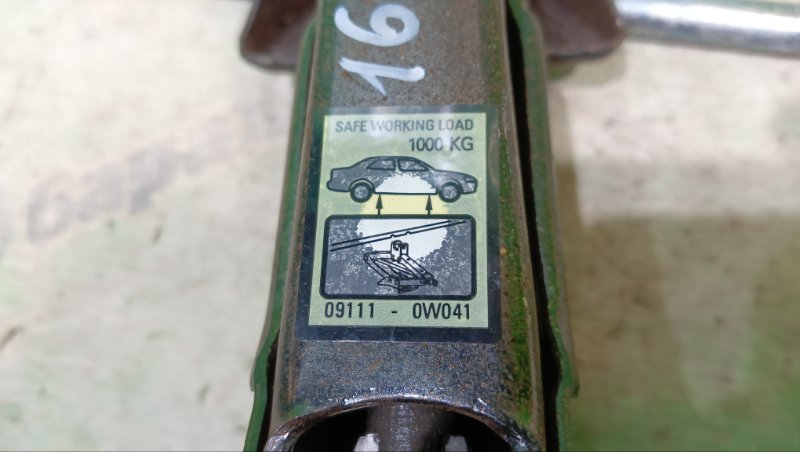 16
SAFE WORKING LOAD
1000 KG
09111 - 0W041